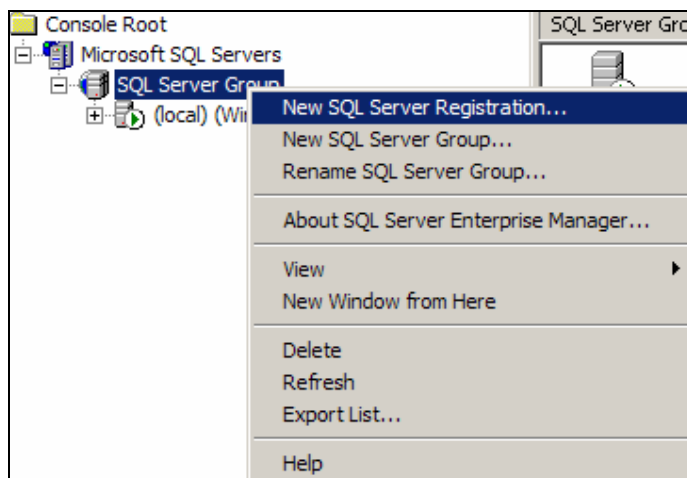 Console Root
SQL Server Gro
Microsoft SQL Servers
SQL Server Group
(local) (Wi
New SQL Server Registration...
New SQL Server Group...
Rename SQL Server Group...
About SQL Server Enterprise Manager...
View
New Window from Here
Delete
Refresh
Export List...
Help